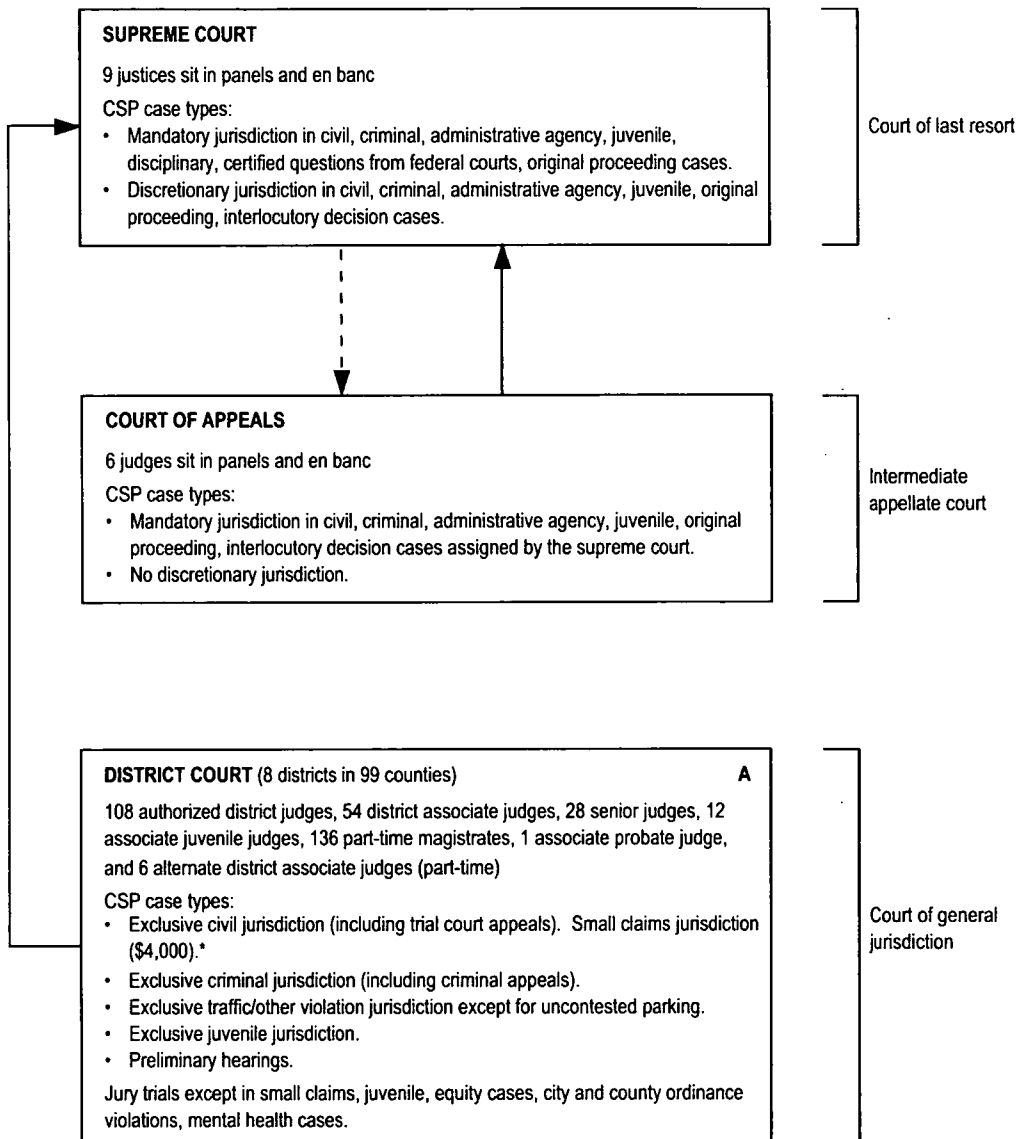 SUPREME COURT
9 justices sit in panels and en banc
CSP case types:
• Mandatory jurisdiction in civil, criminal, administrative agency, juvenile,
disciplinary, certified questions from federal courts, original proceeding cases.
• Discretionary jurisdiction in civil, criminal, administrative agency, juvenile, original
proceeding, interlocutory decision cases.
Court of last resort
COURT OF APPEALS
6 judges sit in panels and en banc
CSP case types:
• Mandatory jurisdiction in civil, criminal, administrative agency, juvenile, original
proceeding, interlocutory decision cases assigned by the supreme court.
• No discretionary jurisdiction.
Intermediate
appellate court
DISTRICT COURT (8 districts in 99 counties) A
108 authorized district judges, 54 district associate judges, 28 senior judges, 12
associate juvenile judges, 136 part-time magistrates, 1 associate probate judge,
and 6 alternate district associate judges (part-time)
CSP case types:
• Exclusive civil jurisdiction (including trial court appeals). Small claims jurisdiction
($4,000).*
• Exclusive criminal jurisdiction (including criminal appeals).
• Exclusive traffic/other violation jurisdiction except for uncontested parking.
• Exclusive juvenile jurisdiction.
• Preliminary hearings.
Jury trials except in small claims, juvenile, equity cases, city and county ordinance
violations, mental health cases.
Court of general
jurisdiction